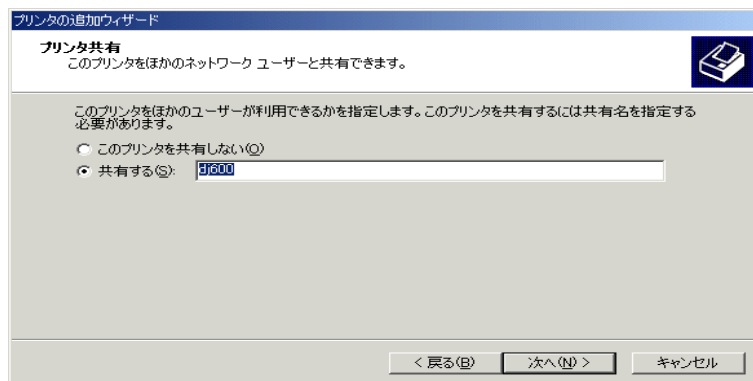 プリンタの追加ウィザード
プリンタ共有
このプリンタをほかのネットワーク ユーザーと共有できます。
このプリンタをほかのユーザーが利用できるかを指定します。このプリンタを共有するには共有名を指定する
必要があります。
このプリンタを共有しない(O)
共有する(S): dj600
< 戻る(B)
次へ(N) >
キャンセル